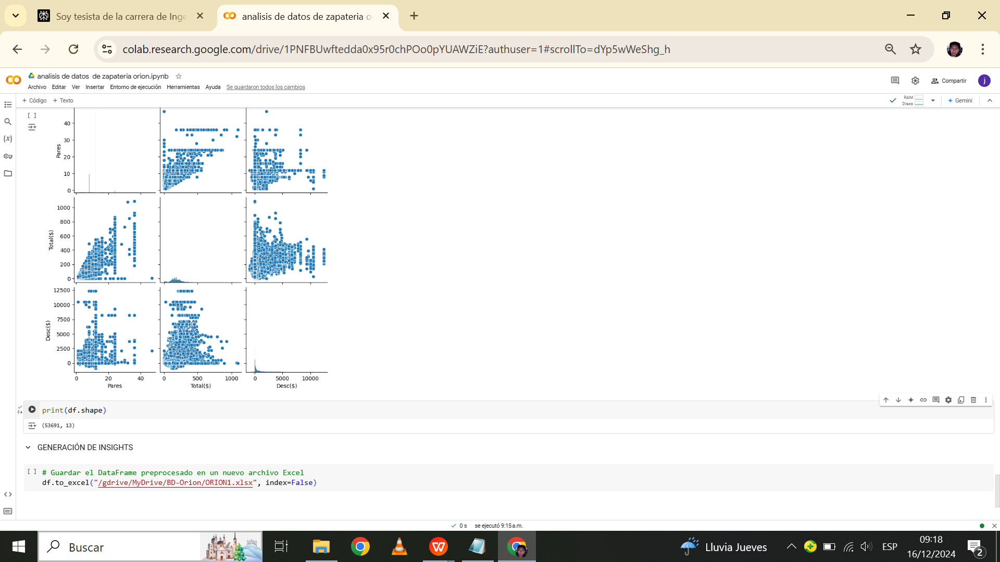 Soy tesista de la carrera de Inge
analisis de datos de zapateria o
colab.research.google.com/drive/1PNFBUwftedda0x95r0chPOo0pYUAWZiE?authuser=1#scrollTo=dYp5wWeShg_h
CO analisis de datos de zapateria orion.ipynb
Archivo Editar Ver Insertar Entorno de ejecución Herramientas Ayuda Se guardaron todos los cambios
Compartir j
+ Código + Texto
RAM
Disco
Gemini
[ ]
{x}
40
30
20
10
0
Pares
1000
800
600
400
200
0
Total($)
12500
10000
7500
5000
2500
0
Desc($)
0 20 40 0 500 1000 0 5000 10000
Pares Total($) Desc($)
0 s
print(df.shape)
(53691, 13)
GENERACIÓN DE INSIGHTS
[ ] # Guardar el DataFrame preprocesado en un nuevo archivo Excel
df.to_excel("/gdrive/MyDrive/BD-Orion/ORION1.xlsx", index=False)
0 s se ejecutó 9:15 a.m.
Buscar
Lluvia Jueves
ESP
09:18
16/12/2024
2